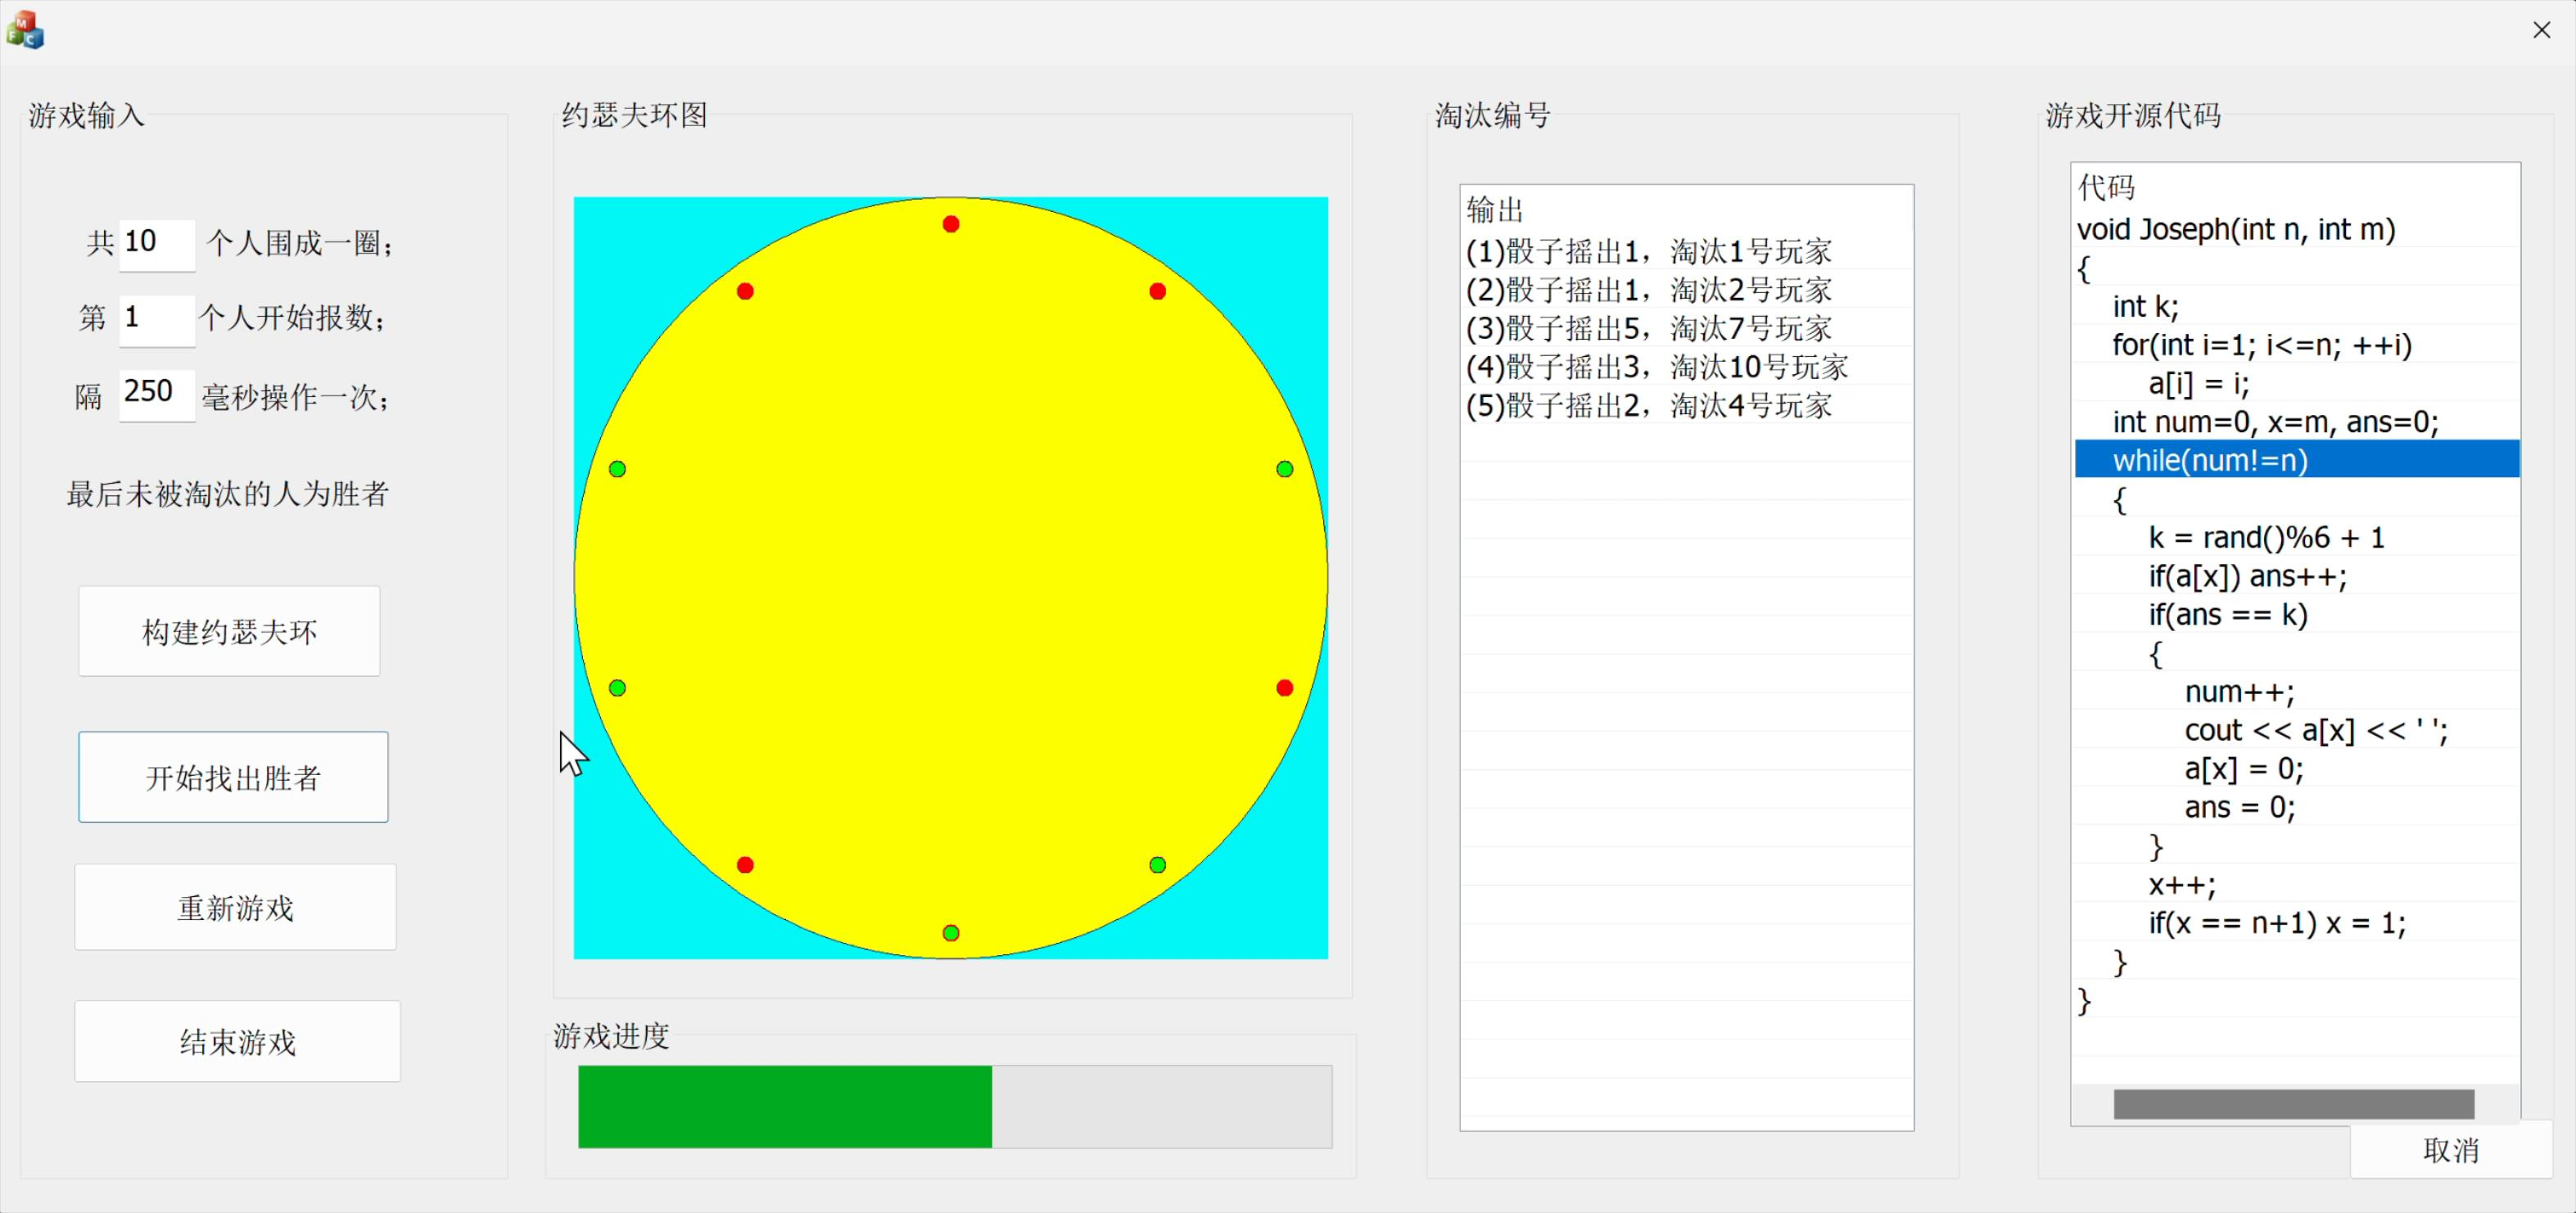 游戏输入
共 10 个人围成一圈；
第 1 个人开始报数；
隔 250 毫秒操作一次；
最后未被淘汰的人为胜者
构建约瑟夫环
开始找出胜者
重新游戏
结束游戏
约瑟夫环图
游戏进度
淘汰编号
输出
(1)骰子摇出1，淘汰1号玩家
(2)骰子摇出1，淘汰2号玩家
(3)骰子摇出5，淘汰7号玩家
(4)骰子摇出3，淘汰10号玩家
(5)骰子摇出2，淘汰4号玩家
游戏开源代码
代码
void Joseph(int n, int m)
{
int k;
for(int i=1; i<=n; ++i)
a[i] = i;
int num=0, x=m, ans=0;
while(num!=n)
{
k = rand()%6 + 1
if(a[x]) ans++;
if(ans == k)
{
num++;
cout << a[x] << ' ';
a[x] = 0;
ans = 0;
}
x++;
if(x == n+1) x = 1;
}
}
取消